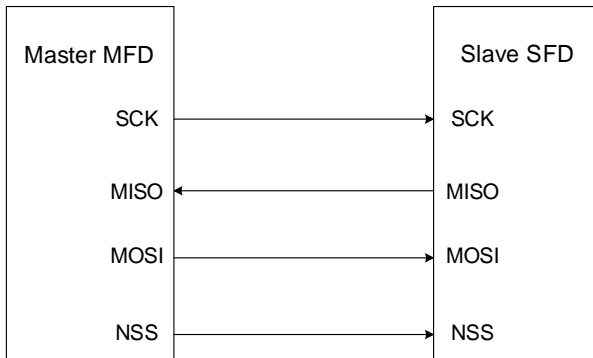 Master MFD
Slave SFD
SCK
SCK
MISO
MISO
MOSI
MOSI
NSS
NSS